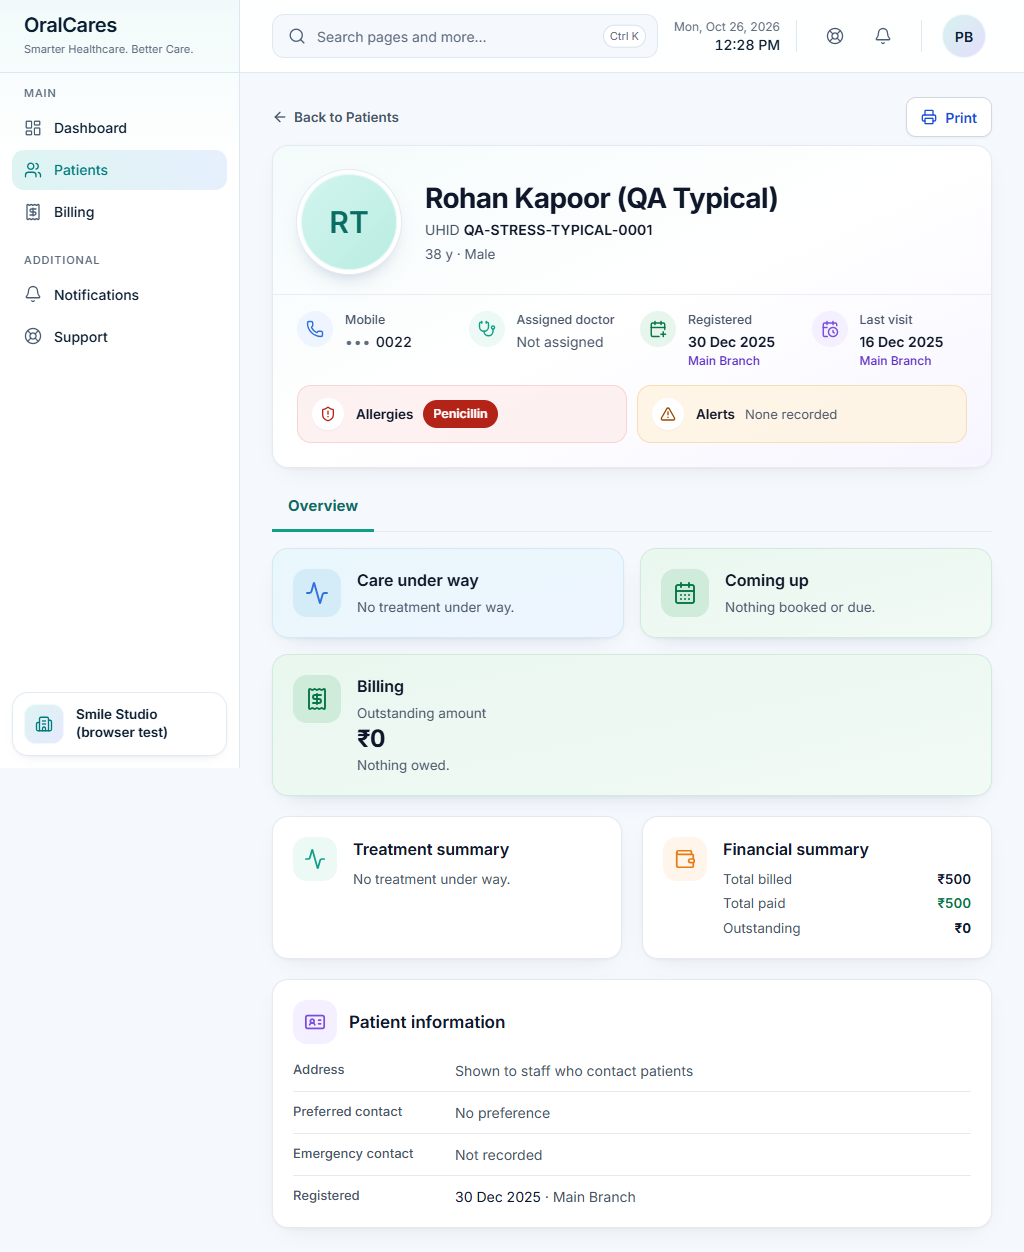 OralCares
Smarter Healthcare. Better Care.
Search pages and more...
Ctrl K
Mon, Oct 26, 2026
12:28 PM
PB
MAIN
Dashboard
Patients
Billing
ADDITIONAL
Notifications
Support
Smile Studio
(browser test)
Back to Patients
Print
RT
Rohan Kapoor (QA Typical)
UHID QA-STRESS-TYPICAL-0001
38 y · Male
Mobile
••• 0022
Assigned doctor
Not assigned
Registered
30 Dec 2025
Main Branch
Last visit
16 Dec 2025
Main Branch
Allergies Penicillin
Alerts None recorded
Overview
Care under way
No treatment under way.
Coming up
Nothing booked or due.
Billing
Outstanding amount
₹0
Nothing owed.
Treatment summary
No treatment under way.
Financial summary
Total billed ₹500
Total paid ₹500
Outstanding ₹0
Patient information
Address Shown to staff who contact patients
Preferred contact No preference
Emergency contact Not recorded
Registered 30 Dec 2025 · Main Branch